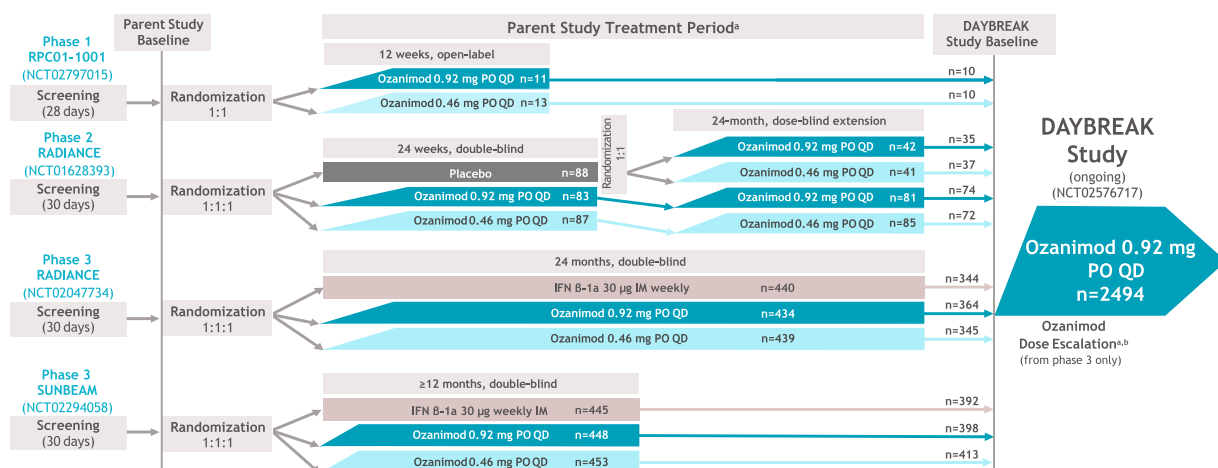 Parent Study
Baseline
Parent Study Treatment Periodᵃ
DAYBREAK
Study Baseline
Phase 1
RPC01-1001
(NCT02797015)
Screening
(28 days)
Randomization
1:1
12 weeks, open-label
Ozanimod 0.92 mg PO QD n=11
n=10
Ozanimod 0.46 mg PO QD n=13
n=10
Phase 2
RADIANCE
(NCT01628393)
Screening
(30 days)
Randomization
1:1:1
24 weeks, double-blind
Placebo n=88
Ozanimod 0.92 mg PO QD n=83
Ozanimod 0.46 mg PO QD n=87
Randomization
1:1
24-month, dose-blind extension
Ozanimod 0.92 mg PO QD n=42
n=35
Ozanimod 0.46 mg PO QD n=41
n=37
Ozanimod 0.92 mg PO QD n=81
n=74
Ozanimod 0.46 mg PO QD n=85
n=72
Phase 3
RADIANCE
(NCT02047734)
Screening
(30 days)
Randomization
1:1:1
24 months, double-blind
IFN ß-1a 30 µg IM weekly n=440
n=344
Ozanimod 0.92 mg PO QD n=434
n=364
Ozanimod 0.46 mg PO QD n=439
n=345
Phase 3
SUNBEAM
(NCT02294058)
Screening
(30 days)
Randomization
1:1:1
≥12 months, double-blind
IFN ß-1a 30 µg weekly IM n=445
n=392
Ozanimod 0.92 mg PO QD n=448
n=398
Ozanimod 0.46 mg PO QD n=453
n=413
DAYBREAK
Study
(ongoing)
(NCT02576717)
Ozanimod 0.92 mg
PO QD
n=2494
Ozanimod
Dose Escalationᵃ,ᵇ
(from phase 3 only)